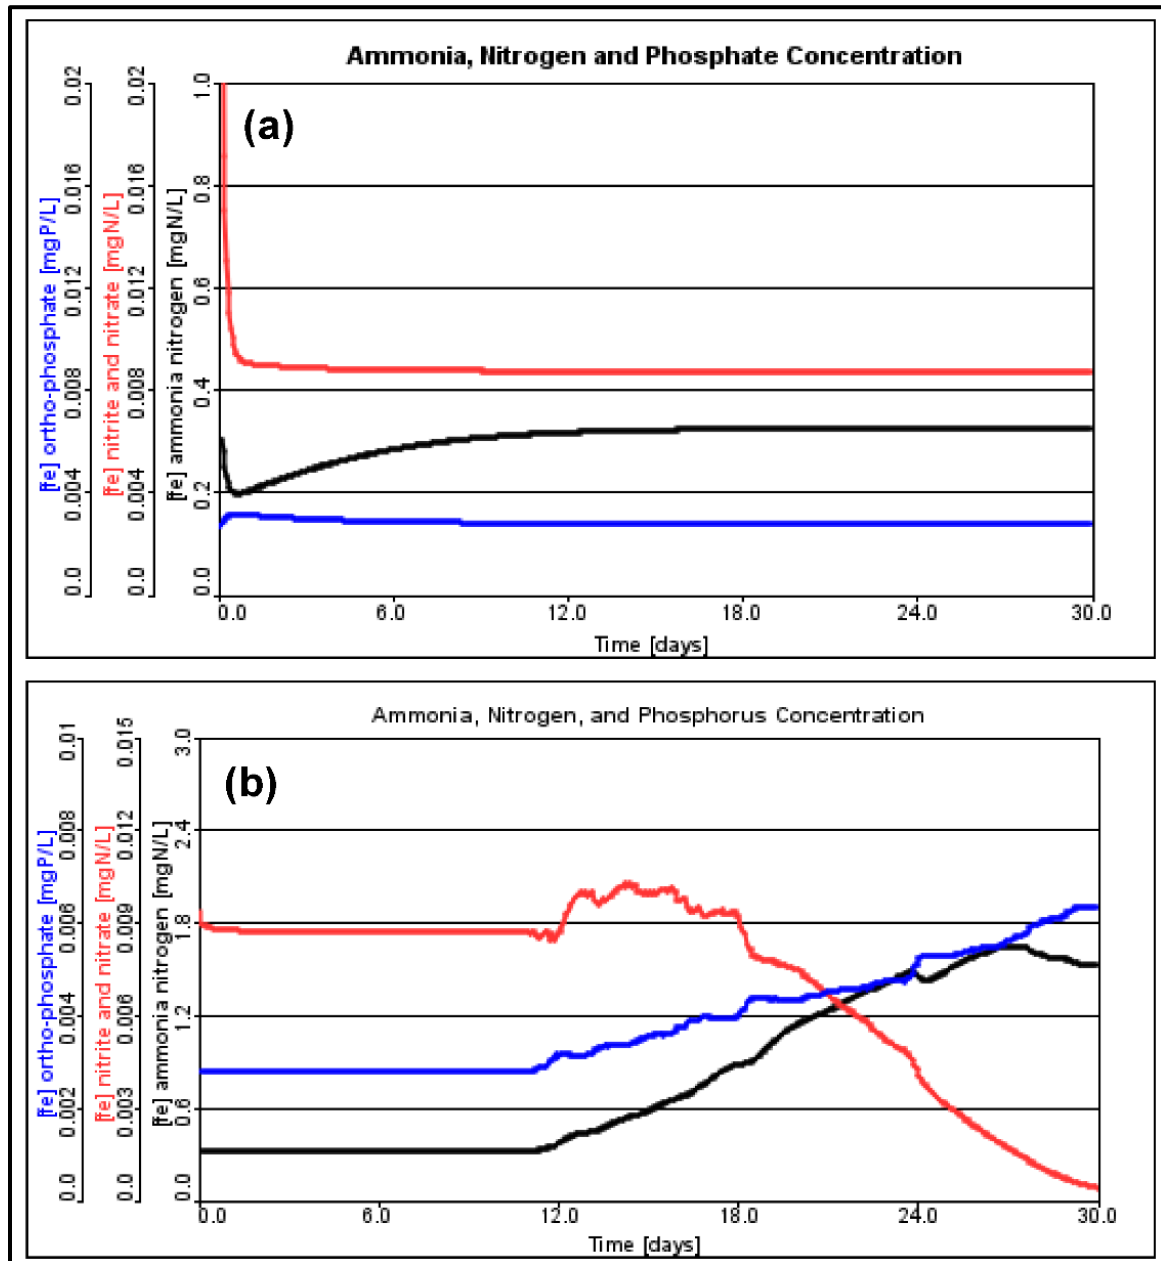 Ammonia, Nitrogen and Phosphate Concentration
(a)
[fe] ortho-phosphate [mgP/L]
0.02
0.016
0.012
0.008
0.004
0.0
[fe] nitrite and nitrate [mgN/L]
0.02
0.016
0.012
0.008
0.004
0.0
[fe] ammonia nitrogen [mgN/L]
1.0
0.8
0.6
0.4
0.2
0.0
0.0 6.0 12.0 18.0 24.0 30.0
Time [days]
Ammonia, Nitrogen, and Phosphorus Concentration
(b)
[fe] ortho-phosphate [mgP/L]
0.01
0.008
0.006
0.004
0.002
0.0
[fe] nitrite and nitrate [mgN/L]
0.015
0.012
0.009
0.006
0.003
0.0
[fe] ammonia nitrogen [mgN/L]
3.0
2.4
1.8
1.2
0.6
0.0
0.0 6.0 12.0 18.0 24.0 30.0
Time [days]